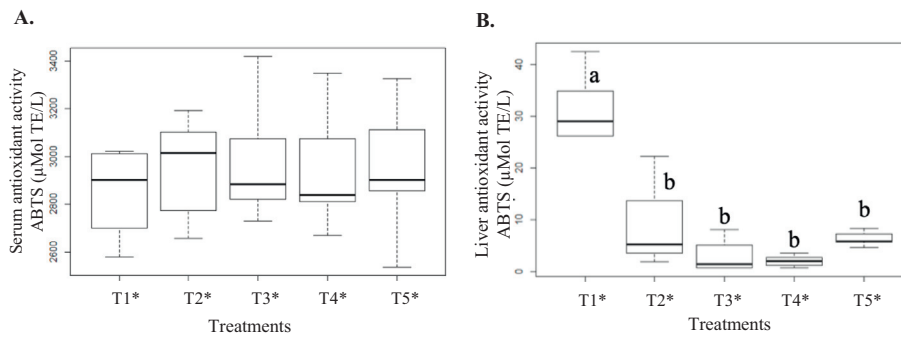 A.
Serum antioxidant activity
ABTS (µMol TE/L)
3400
3200
3000
2800
2600
T1* T2* T3* T4* T5*
Treatments
B.
Liver antioxidant activity
ABTS (µMol TE/L)
40
30
20
10
0
a
b
b
b
b
T1* T2* T3* T4* T5*
Treatments